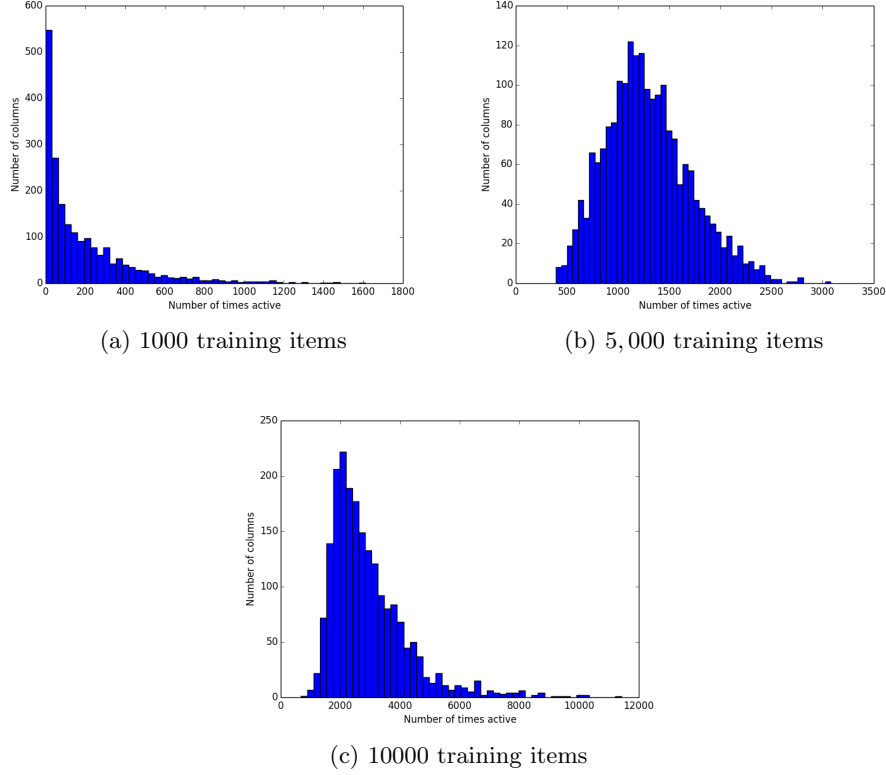 600
500
400
300
200
100
0
Number of columns
0 200 400 600 800 1000 1200 1400 1600 1800
Number of times active
(a) 1000 training items
140
120
100
80
60
40
20
0
Number of columns
0 500 1000 1500 2000 2500 3000 3500
Number of times active
(b) 5,000 training items
250
200
150
100
50
0
Number of columns
0 2000 4000 6000 8000 10000 12000
Number of times active
(c) 10000 training items